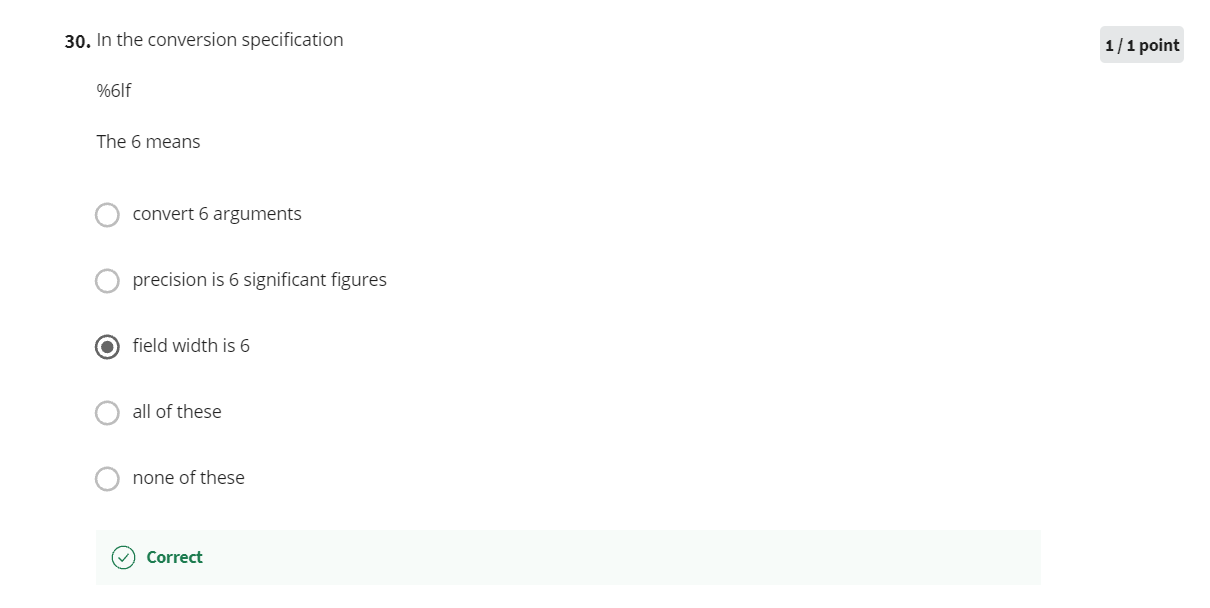 30. In the conversion specification
1 / 1 point
%6lf
The 6 means
convert 6 arguments
precision is 6 significant figures
field width is 6
all of these
none of these
Correct